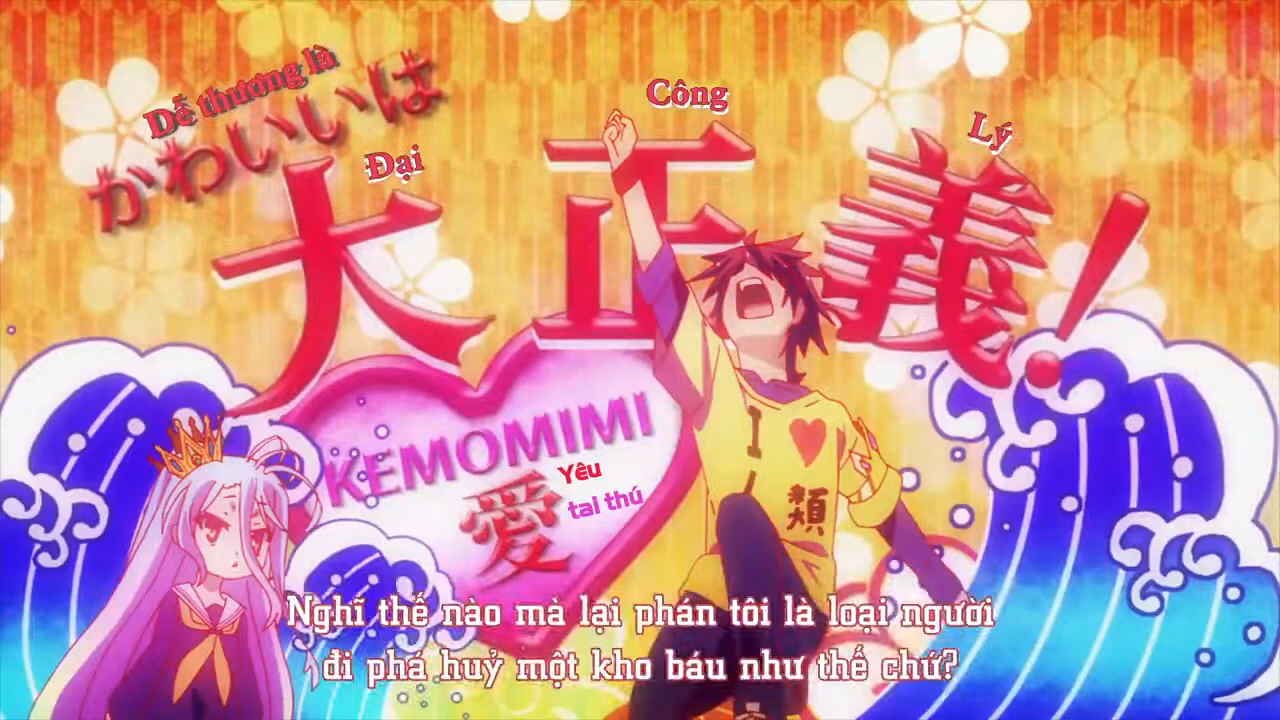 Dễ thương là
かわいいは
Đại
Công
Lý
大正義!
KEMOMIMI
愛
Yêu
tai thú
I
♥
人類
Nghĩ thế nào mà lại phán tôi là loại người
đi phá huỷ một kho báu như thế chứ?